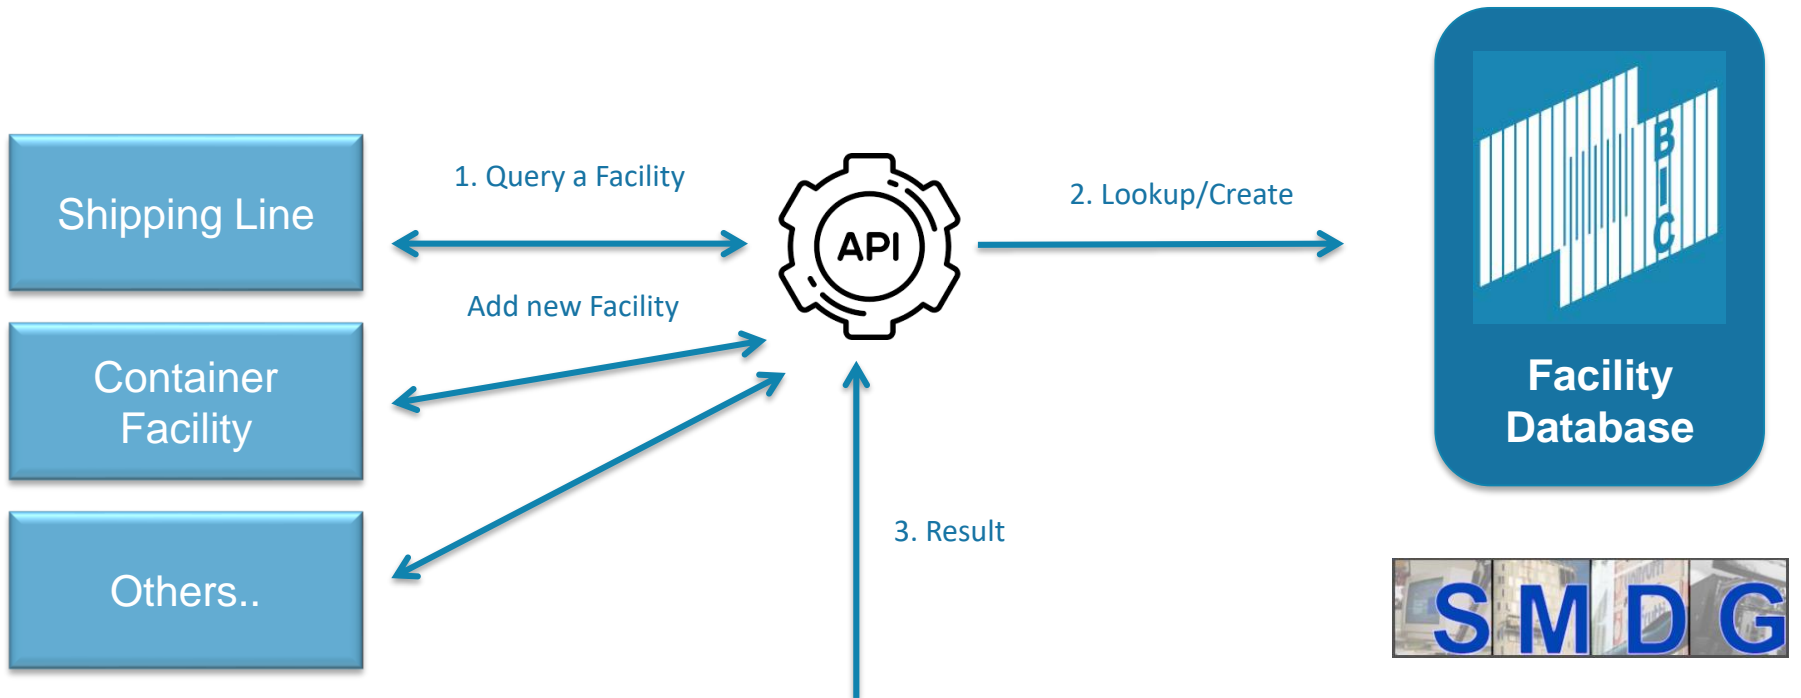 Shipping Line
1. Query a Facility
API
2. Lookup/Create
BIC
Add new Facility
Container
Facility
Facility
Database
3. Result
Others..
SMDG